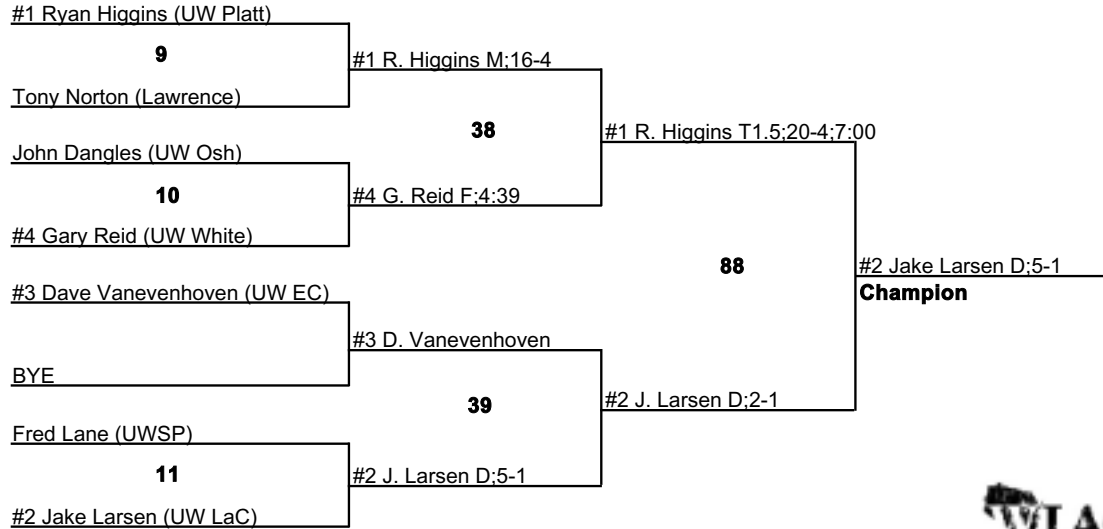 #1 Ryan Higgins (UW Platt)
9
#1 R. Higgins M;16-4
Tony Norton (Lawrence)
38
#1 R. Higgins T1.5;20-4;7:00
John Dangles (UW Osh)
10
#4 G. Reid F;4:39
#4 Gary Reid (UW White)
88
#2 Jake Larsen D;5-1
Champion
#3 Dave Vanevenhoven (UW EC)
#3 D. Vanevenhoven
BYE
39
#2 J. Larsen D;2-1
Fred Lane (UWSP)
11
#2 J. Larsen D;5-1
#2 Jake Larsen (UW LaC)